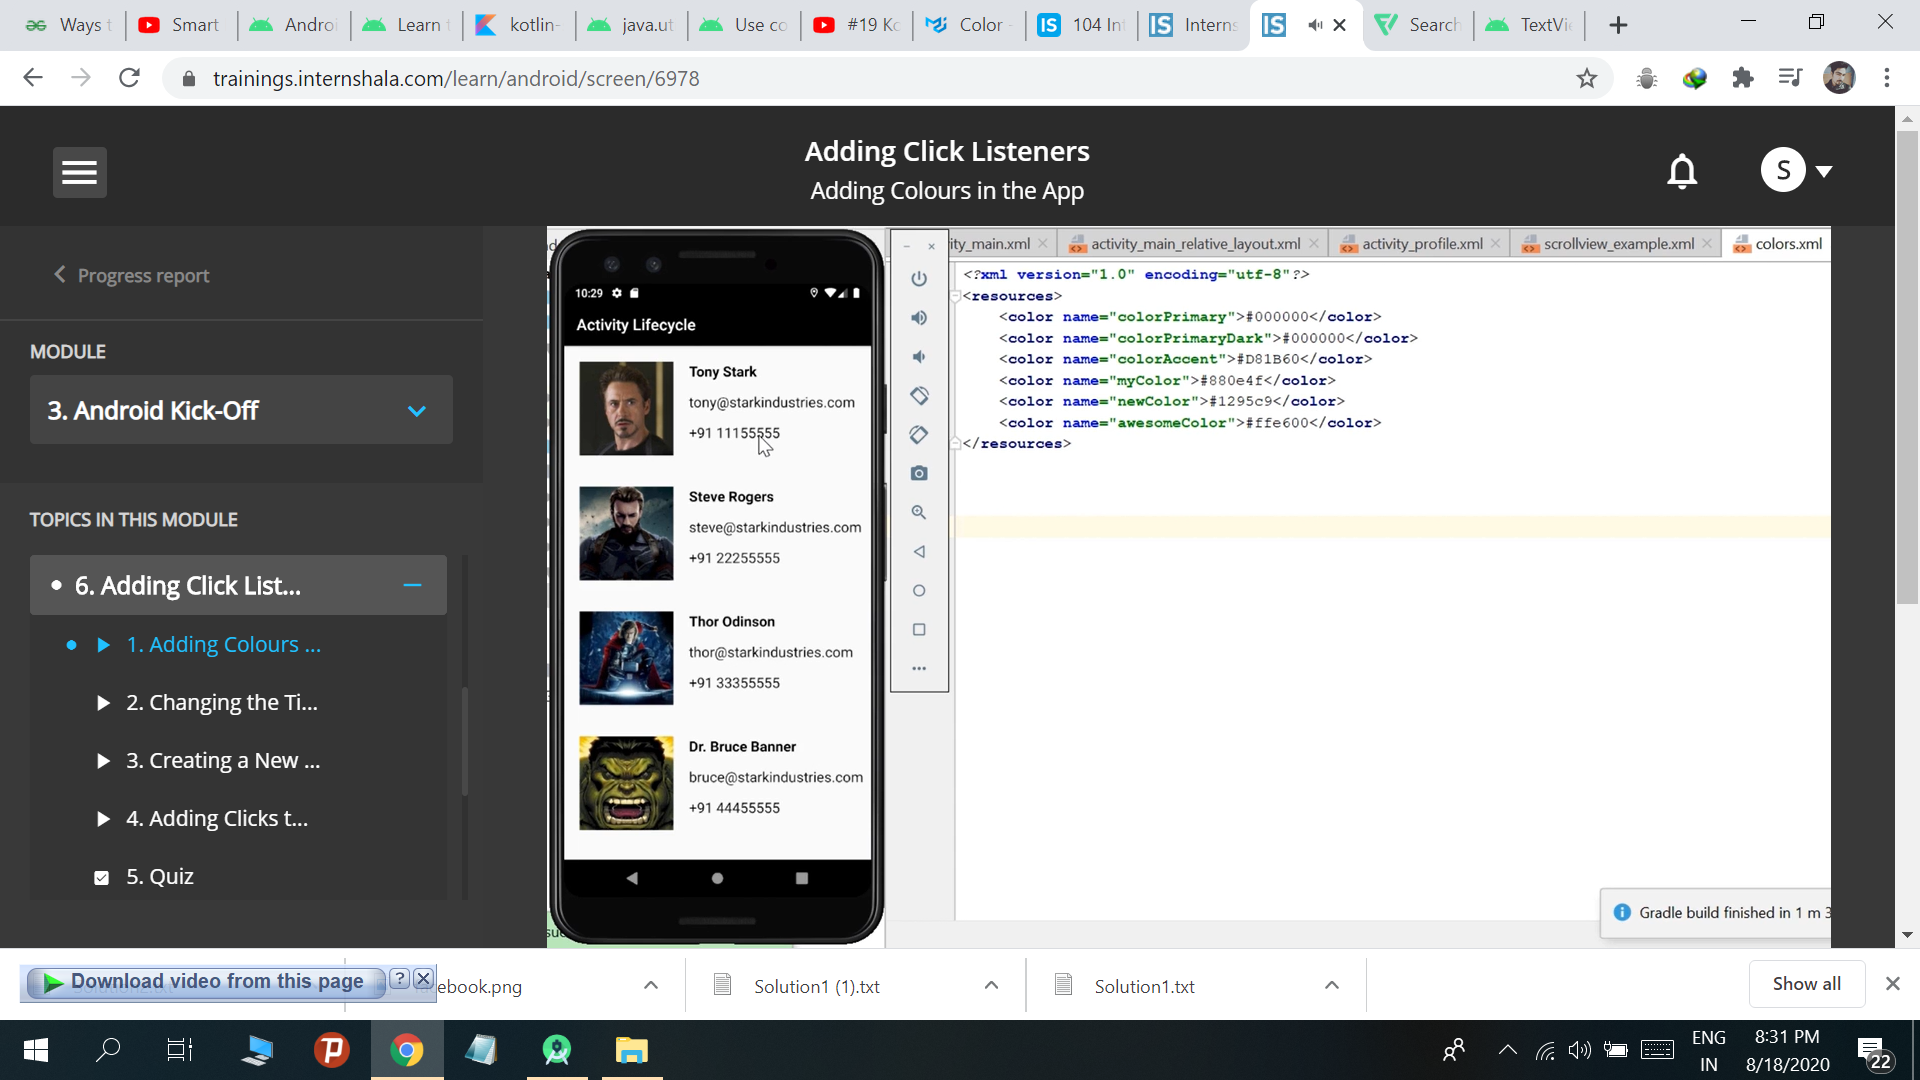 Ways t
Smart
Androi
Learn t
kotlin-
java.ut
Use co
#19 Ko
Color -
104 Int
Interns
Search
TextVie
trainings.internshala.com/learn/android/screen/6978
Adding Click Listeners
Adding Colours in the App
S
Progress report
MODULE
3. Android Kick-Off
TOPICS IN THIS MODULE
6. Adding Click List...
1. Adding Colours ...
2. Changing the Ti...
3. Creating a New ...
4. Adding Clicks t...
5. Quiz
10:29
Activity Lifecycle
Tony Stark
tony@starkindustries.com
+91 11155555
Steve Rogers
steve@starkindustries.com
+91 22255555
Thor Odinson
thor@starkindustries.com
+91 33355555
Dr. Bruce Banner
bruce@starkindustries.com
+91 44455555
ity_main.xml
activity_main_relative_layout.xml
activity_profile.xml
scrollview_example.xml
colors.xml
<?xml version="1.0" encoding="utf-8"?>
<resources>
<color name="colorPrimary">#000000</color>
<color name="colorPrimaryDark">#000000</color>
<color name="colorAccent">#D81B60</color>
<color name="myColor">#880e4f</color>
<color name="newColor">#1295c9</color>
<color name="awesomeColor">#ffe600</color>
</resources>
Gradle build finished in 1 m 3
Download video from this page
ebook.png
Solution1 (1).txt
Solution1.txt
Show all
ENG
IN
8:31 PM
8/18/2020
22